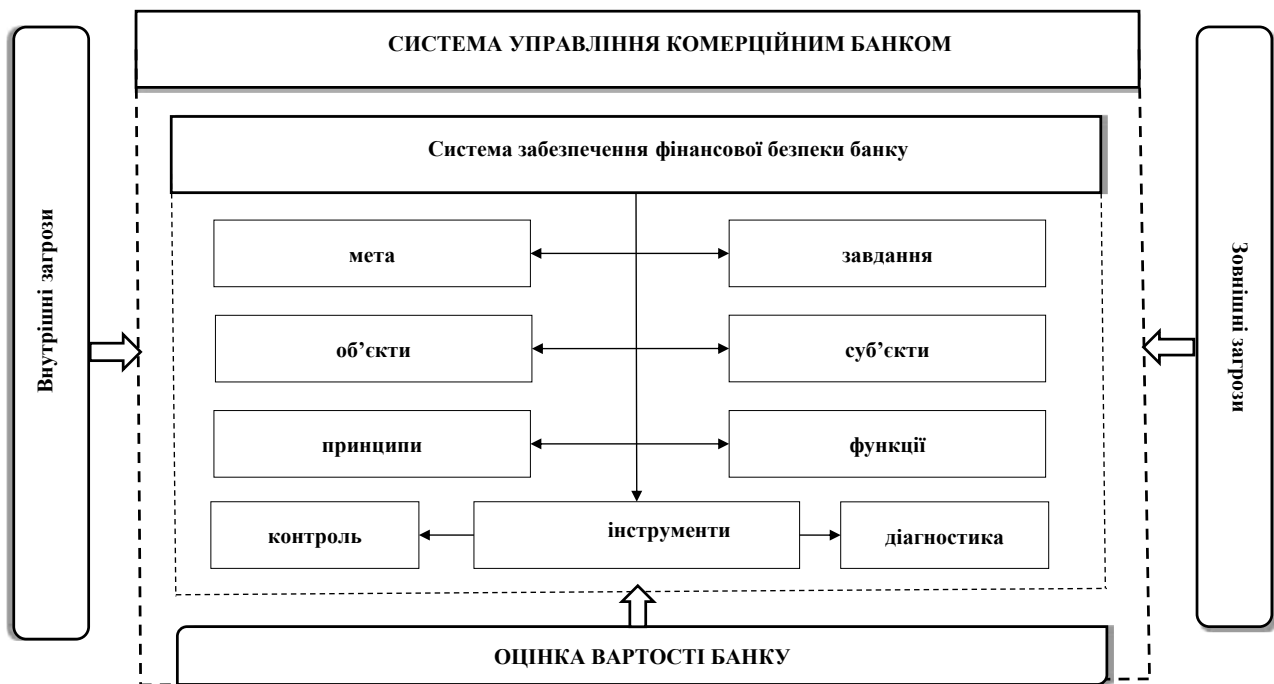 СИСТЕМА УПРАВЛІННЯ КОМЕРЦІЙНИМ БАНКОМ
Система забезпечення фінансової безпеки банку
Внутрішні загрози
Зовнішні загрози
мета
завдання
об’єкти
суб’єкти
принципи
функції
контроль
інструменти
діагностика
ОЦІНКА ВАРТОСТІ БАНКУ